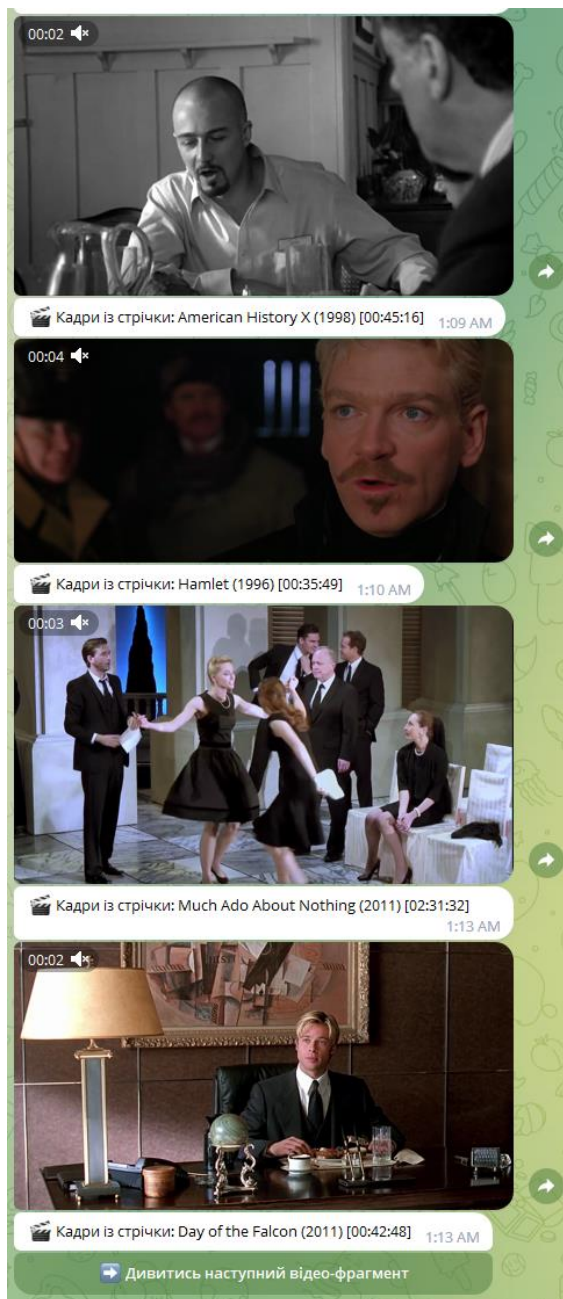 00:02
🎬 Кадри із стрічки: American History X (1998) [00:45:16] 1:09 AM
00:04
🎬 Кадри із стрічки: Hamlet (1996) [00:35:49] 1:10 AM
00:03
🎬 Кадри із стрічки: Much Ado About Nothing (2011) [02:31:32]
1:13 AM
00:02
🎬 Кадри із стрічки: Day of the Falcon (2011) [00:42:48] 1:13 AM
➡️ Дивитись наступний відео-фрагмент